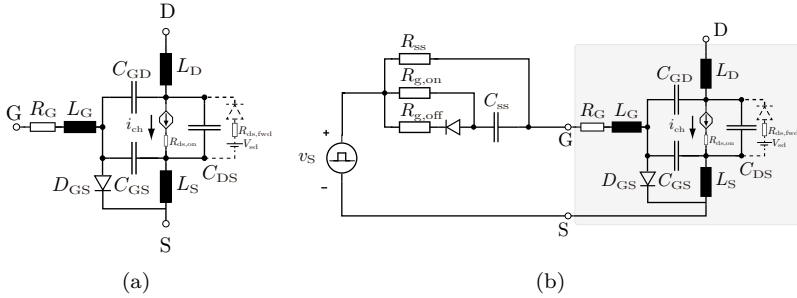 D
G
R_G
L_G
C_GD
L_D
i_ch
R_ds,on
R_ds,fwd
V_sd
D_GS
C_GS
L_S
C_DS
S
(a)
v_S
+
-
R_ss
R_g,on
R_g,off
C_ss
G
S
D
R_G
L_G
C_GD
L_D
i_ch
R_ds,on
R_ds,fwd
V_sd
D_GS
C_GS
L_S
C_DS
(b)